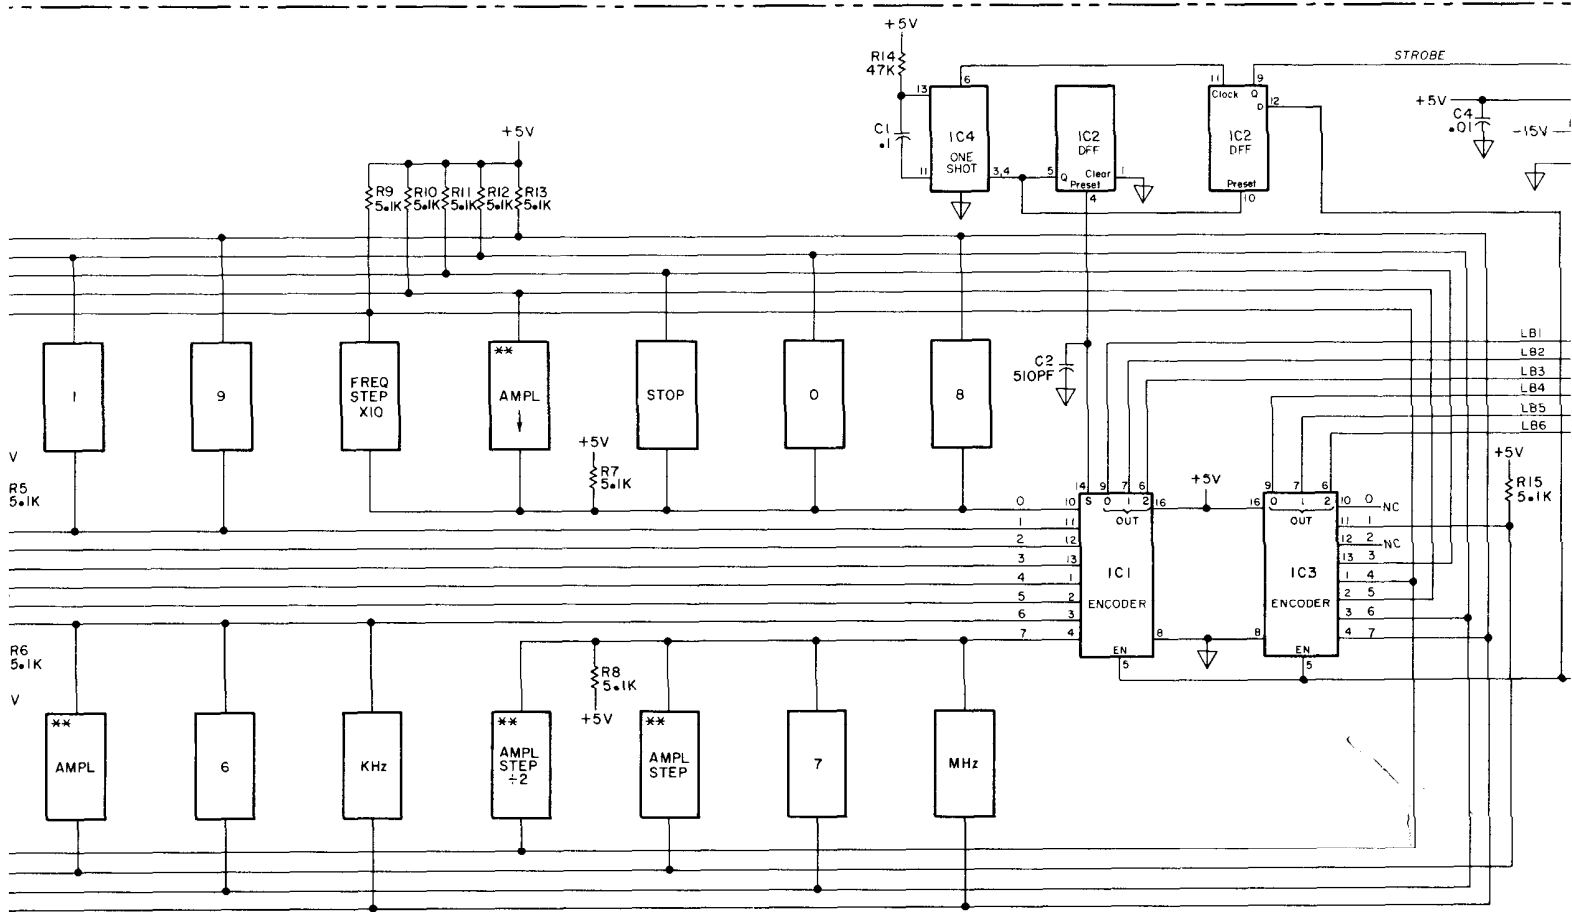 +5V
R14
47K
13
6
C1
.1
IC4
ONE
SHOT
11
3,4
5
Q
IC2
DFF
Clear
1
Preset
4
11
9
Clock
Q
D
12
IC2
DFF
Preset
10
STROBE
+5V
C4
.01
-15V
+5V
R9
5.1K
R10
5.1K
R11
5.1K
R12
5.1K
R13
5.1K
1
9
FREQ
STEP
X10
**
AMPL
↓
STOP
0
8
C2
510PF
LB1
LB2
LB3
LB4
LB5
LB6
V
R5
5.1K
+5V
R7
5.1K
+5V
R15
5.1K
0
1
2
3
4
5
6
7
10
11
12
13
1
2
3
4
14
9
7
6
S
0
1
2
OUT
16
IC1
ENCODER
8
EN
5
+5V
16
9
7
6
0
1
2
OUT
IC3
ENCODER
8
EN
5
10 0 NC
11 1
12 2 NC
13 3
1 4
2 5
3 6
4 7
R6
5.1K
V
R8
5.1K
+5V
**
AMPL
6
KHz
**
AMPL
STEP
÷2
**
AMPL
STEP
7
MHz